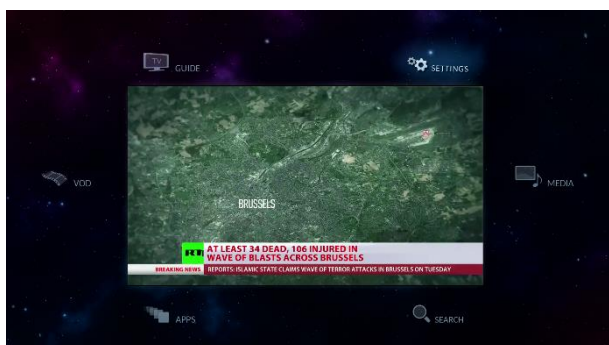 TV
GUIDE
SETTINGS
VOD
MEDIA
BRUSSELS
RT
AT LEAST 34 DEAD, 106 INJURED IN
WAVE OF BLASTS ACROSS BRUSSELS
BREAKING NEWS REPORTS: ISLAMIC STATE CLAIMS WAVE OF TERROR ATTACKS IN BRUSSELS ON TUESDAY
APPS
SEARCH